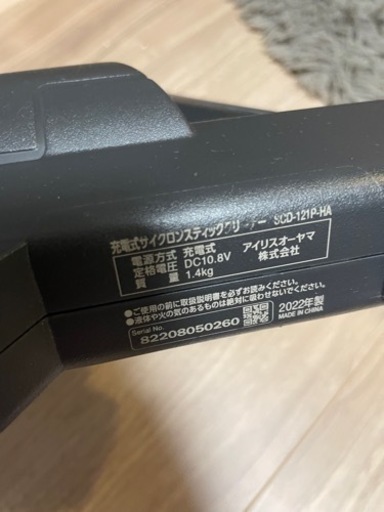 充電式サイクロンスティッククリーナー SCD-121P-HA
電源方式 充電式
定格電圧 DC10.8V
質 量 1.4kg
アイリスオーヤマ
株式会社
●ご使用の前に取扱説明書を必ずお読みください。
●液体や火の気のあるものは絶対に吸わせないでください。
Serial No.
82208050260
2022年製
MADE IN CHINA